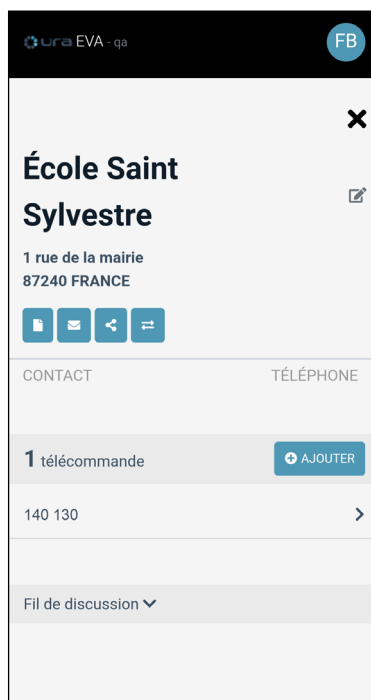 ura EVA - qa
FB
École Saint
Sylvestre
1 rue de la mairie
87240 FRANCE
CONTACT TÉLÉPHONE
1 télécommande AJOUTER
140 130
Fil de discussion